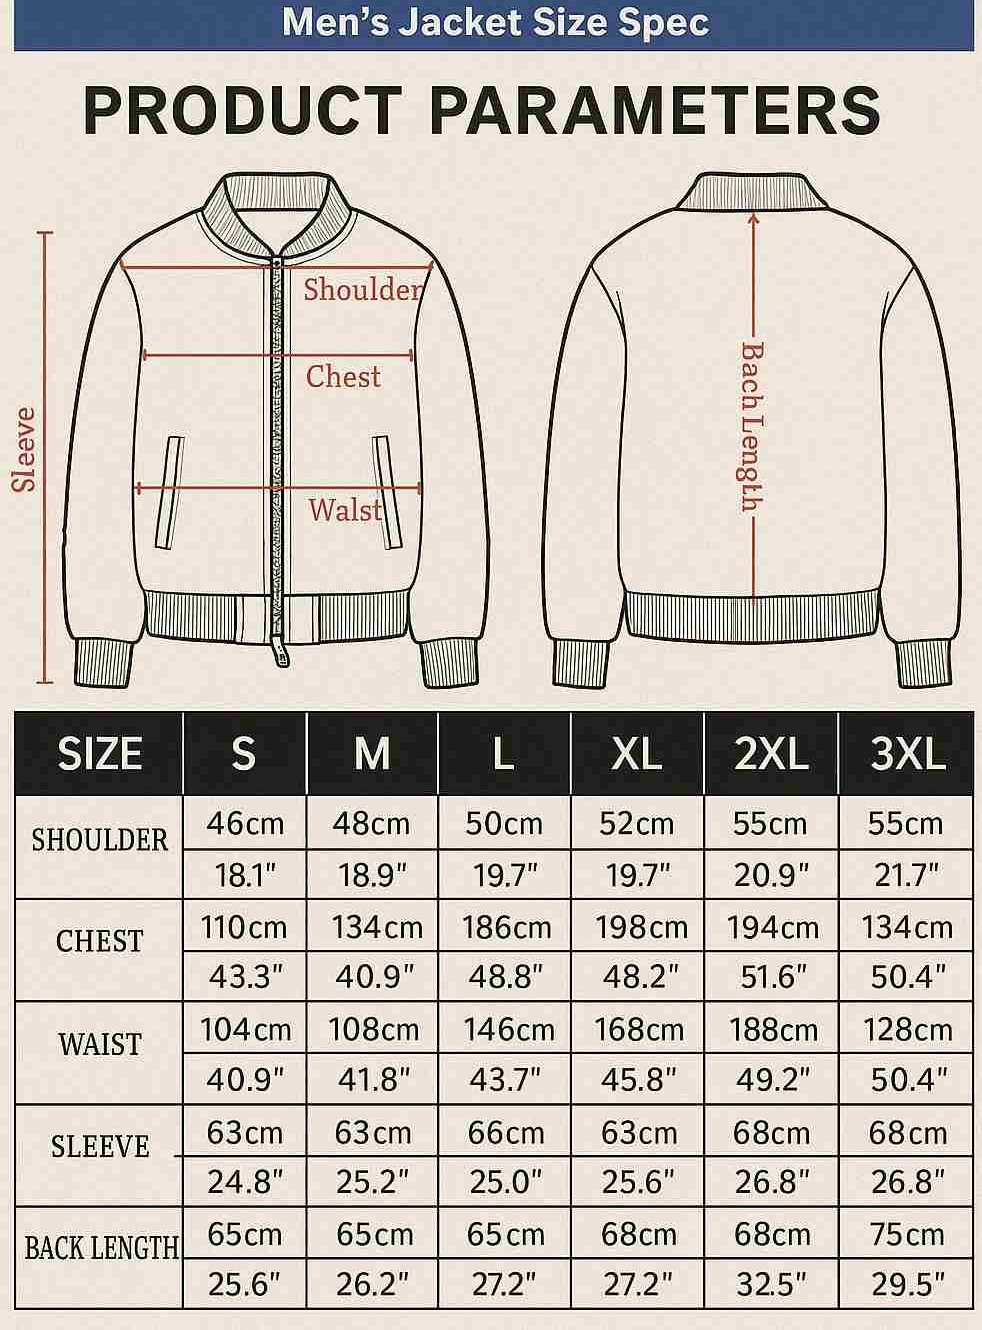 Men's Jacket Size Spec
PRODUCT PARAMETERS
Sleeve
Shoulder
Chest
Walst
Bach Length
SIZE S M L XL 2XL 3XL
SHOULDER 46cm 48cm 50cm 52cm 55cm 55cm
18.1" 18.9" 19.7" 19.7" 20.9" 21.7"
CHEST 110cm 134cm 186cm 198cm 194cm 134cm
43.3" 40.9" 48.8" 48.2" 51.6" 50.4"
WAIST 104cm 108cm 146cm 168cm 188cm 128cm
40.9" 41.8" 43.7" 45.8" 49.2" 50.4"
SLEEVE 63cm 63cm 66cm 63cm 68cm 68cm
24.8" 25.2" 25.0" 25.6" 26.8" 26.8"
BACK LENGTH 65cm 65cm 65cm 68cm 68cm 75cm
25.6" 26.2" 27.2" 27.2" 32.5" 29.5"